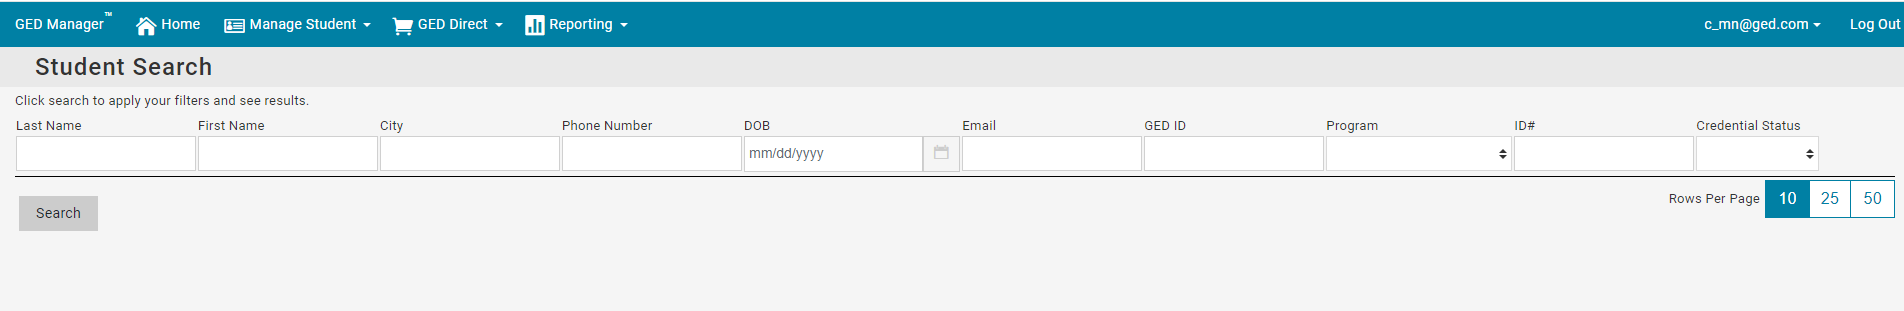 GED Manager™ Home Manage Student GED Direct Reporting c_mn@ged.com Log Out
Student Search
Click search to apply your filters and see results.
Last Name First Name City Phone Number DOB Email GED ID Program ID# Credential Status
mm/dd/yyyy
Search Rows Per Page 10 25 50